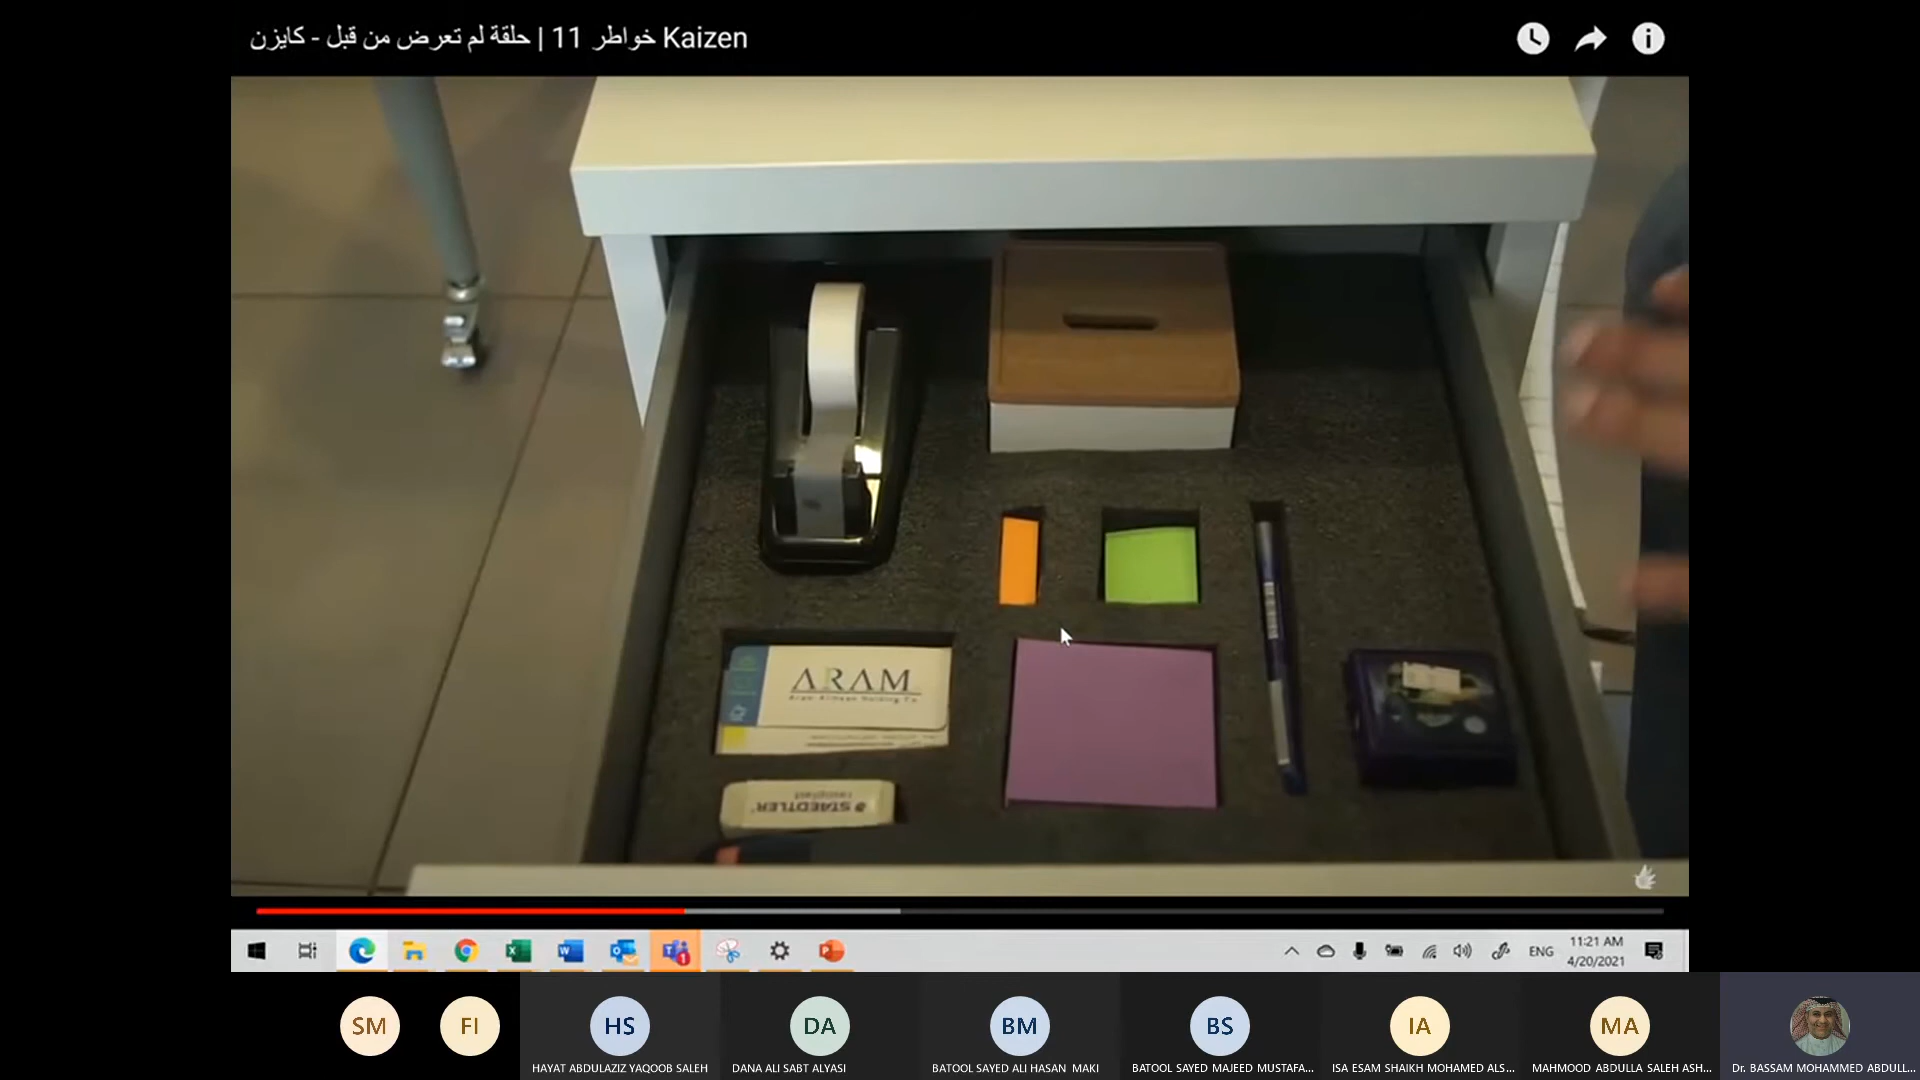 خواطر 11 | حلقة لم تعرض من قبل - كايزن Kaizen
ARAM
STAEDTLER
ENG
11:21 AM
4/20/2021
SM
FI
HS
DA
BM
BS
IA
MA
HAYAT ABDULAZIZ YAQOOB SALEH
DANA ALI SABT ALYASI
BATOOL SAYED ALI HASAN MAKI
BATOOL SAYED MAJEED MUSTAFA...
ISA ESAM SHAIKH MOHAMED ALS...
MAHMOOD ABDULLA SALEH ASH...
Dr. BASSAM MOHAMMED ABDULL...